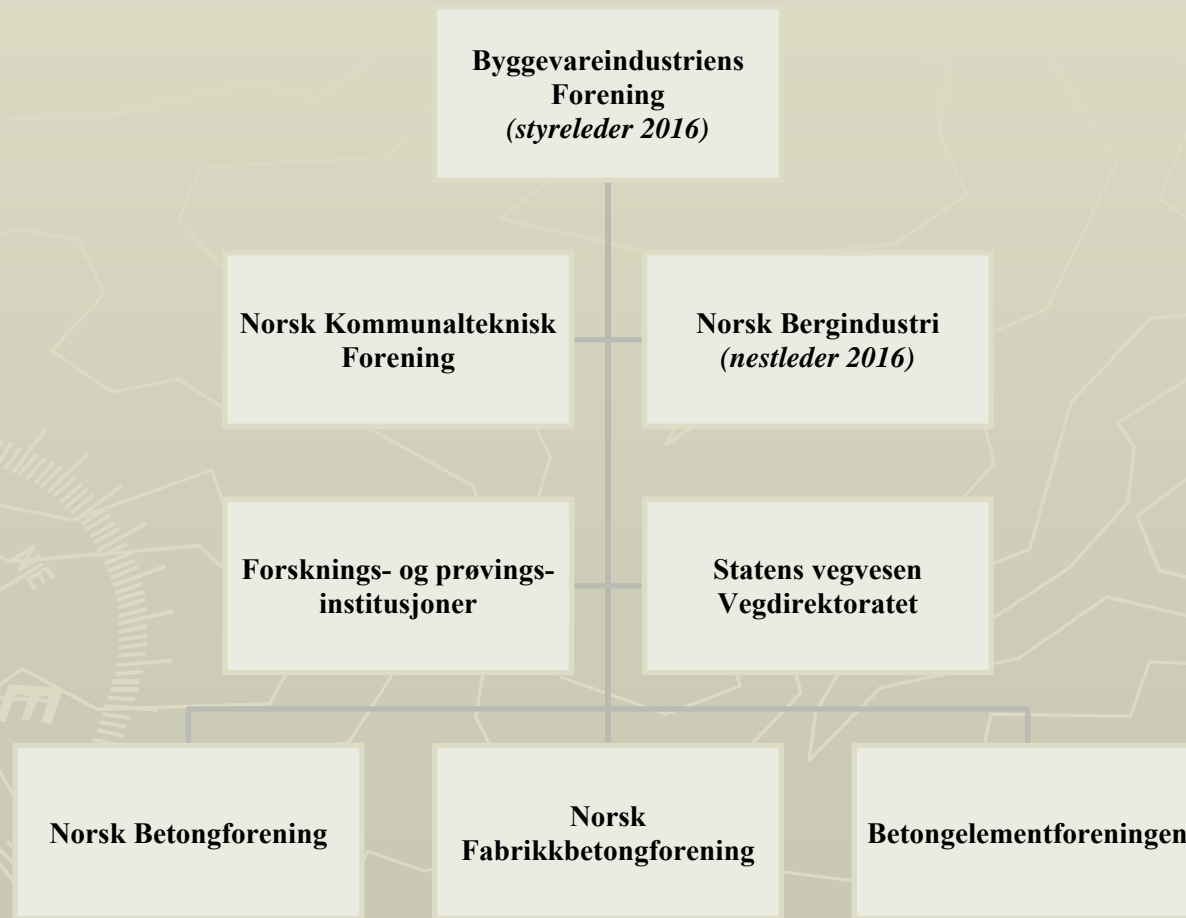 Byggevareindustriens
Forening
(styreleder 2016)
Norsk Kommunalteknisk
Forening
Norsk Bergindustri
(nestleder 2016)
Forsknings- og prøvings-
institusjoner
Statens vegvesen
Vegdirektoratet
NE
E
Norsk Betongforening
Norsk
Fabrikkbetongforening
Betongelementforeningen